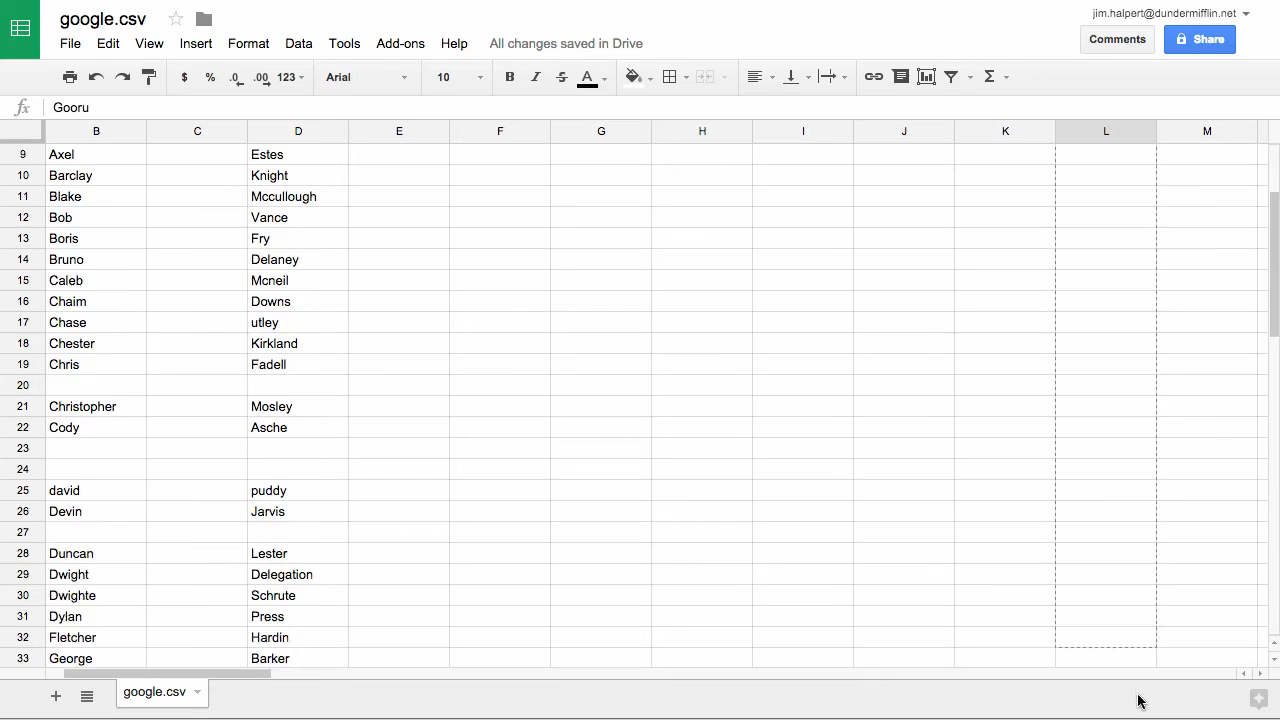 google.csv
jim.halpert@dundermifflin.net
File Edit View Insert Format Data Tools Add-ons Help All changes saved in Drive
Comments Share
$ % .0 .00 123 Arial 10 B I S A Σ
fx Gooru
B C D E F G H I J K L M
9 Axel Estes
10 Barclay Knight
11 Blake Mccullough
12 Bob Vance
13 Boris Fry
14 Bruno Delaney
15 Caleb Mcneil
16 Chaim Downs
17 Chase utley
18 Chester Kirkland
19 Chris Fadell
20
21 Christopher Mosley
22 Cody Asche
23
24
25 david puddy
26 Devin Jarvis
27
28 Duncan Lester
29 Dwight Delegation
30 Dwighte Schrute
31 Dylan Press
32 Fletcher Hardin
33 George Barker
google.csv